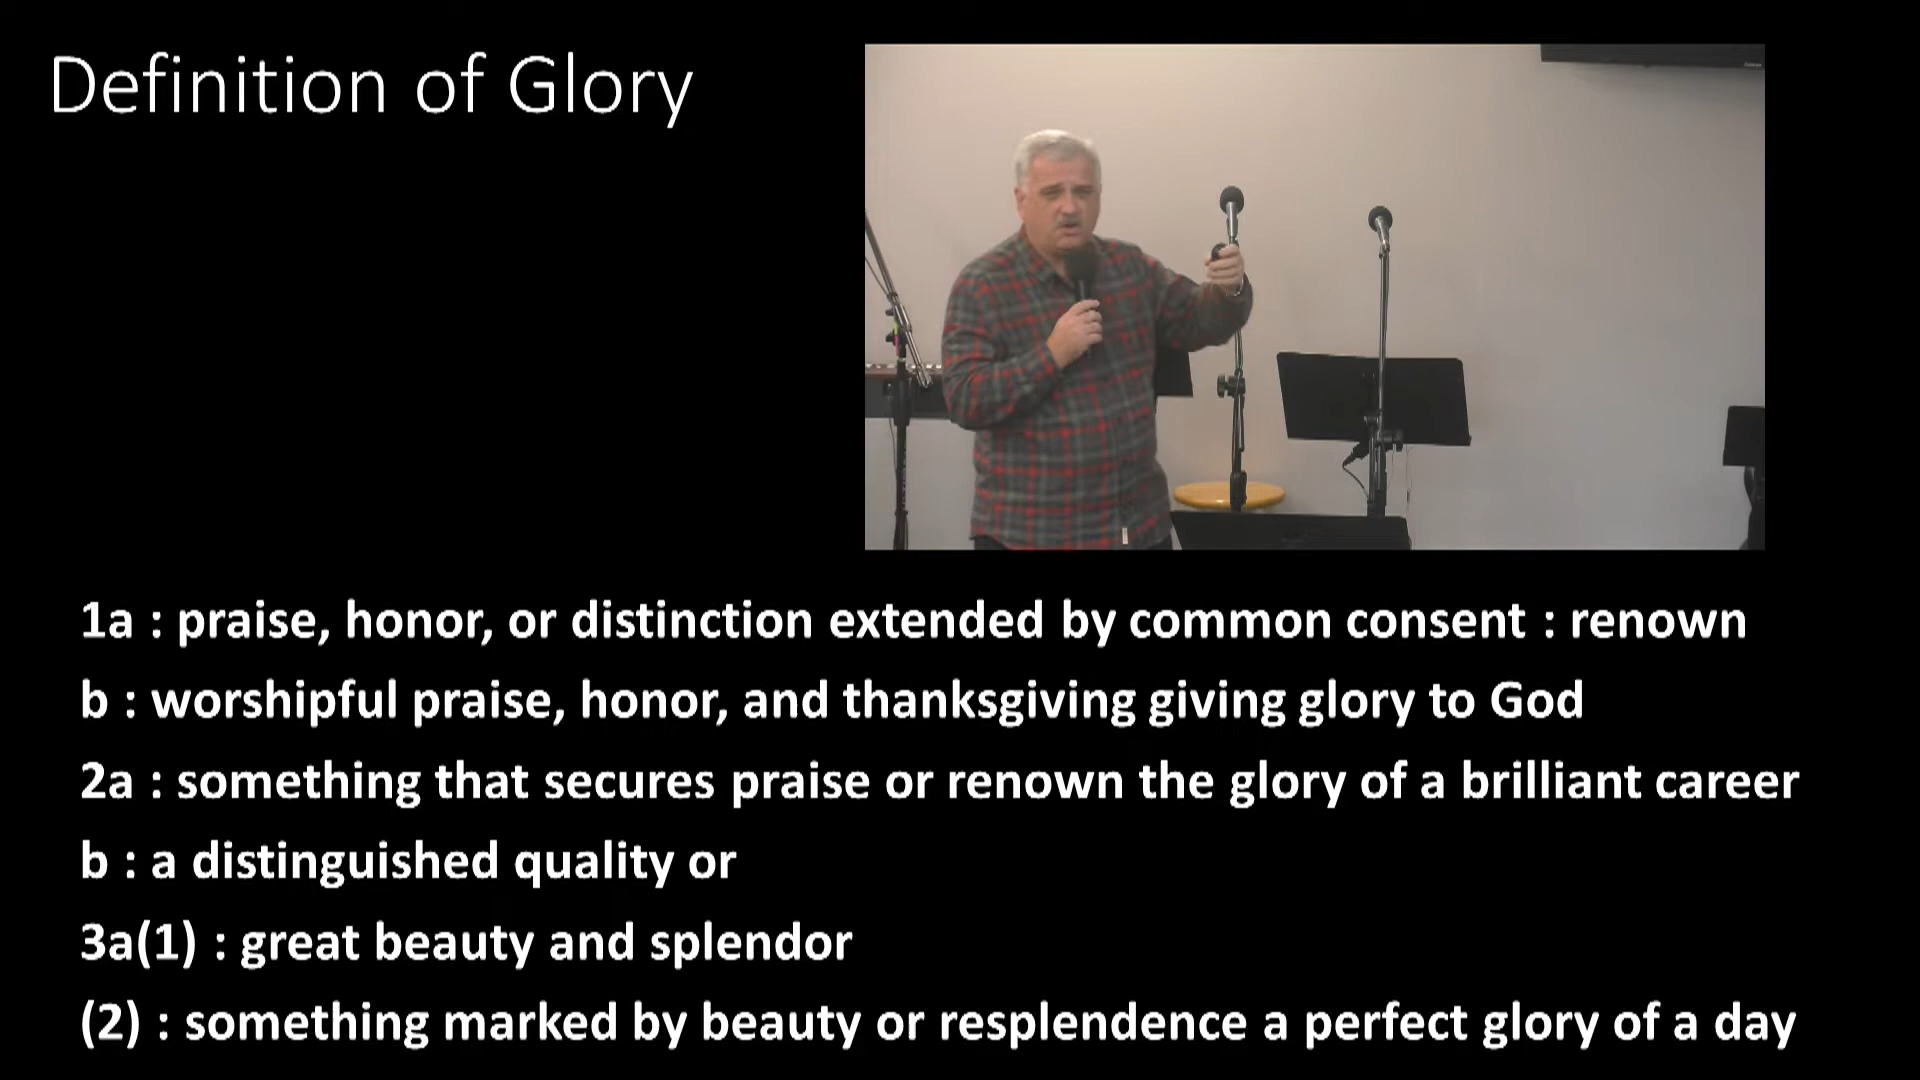 Definition of Glory
1a : praise, honor, or distinction extended by common consent : renown
b : worshipful praise, honor, and thanksgiving giving glory to God
2a : something that secures praise or renown the glory of a brilliant career
b : a distinguished quality or
3a(1) : great beauty and splendor
(2) : something marked by beauty or resplendence a perfect glory of a day